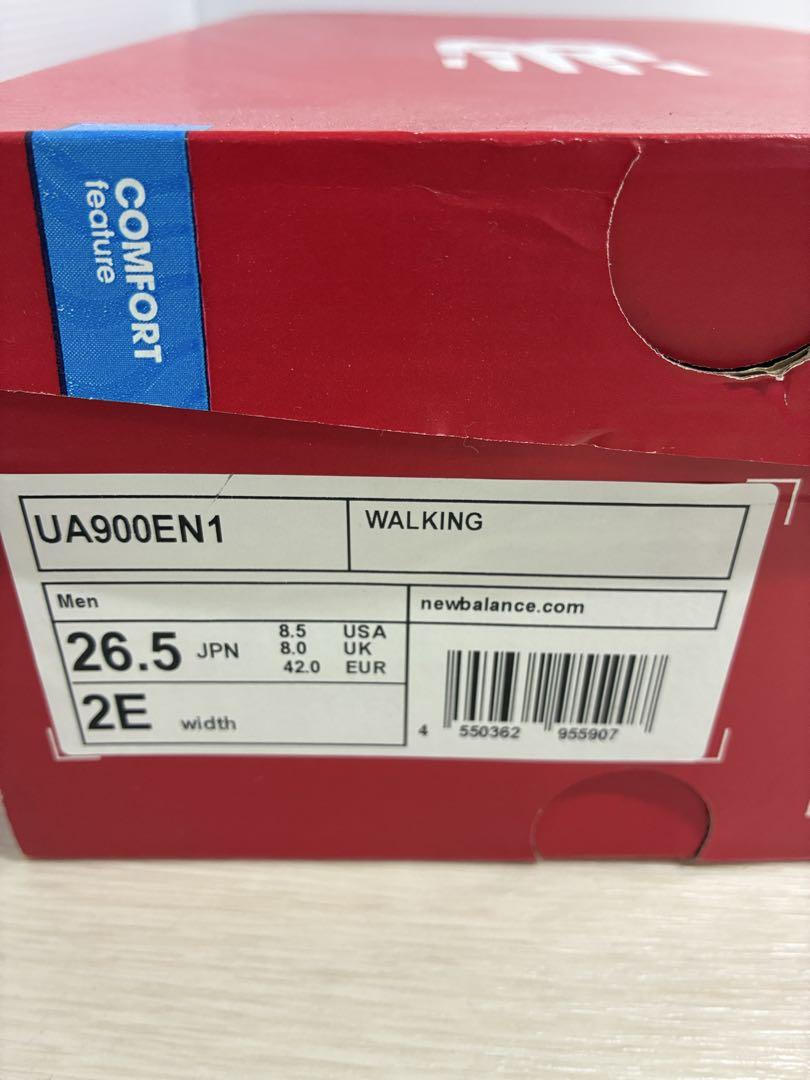 COMFORT
feature
UA900EN1
WALKING
Men
newbalance.com
26.5 JPN
8.5 USA
8.0 UK
42.0 EUR
2E width
4 550362 955907